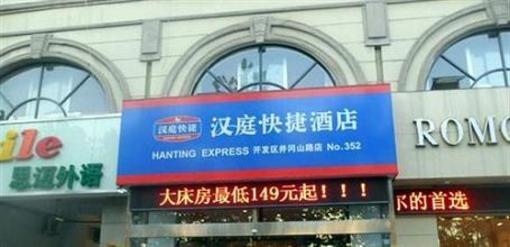 汉庭快捷
汉庭快捷酒店
HANTING EXPRESS 开发区井冈山路店 No.352
大床房最低149元起！！！
尔的首选
ile
思迈外语
ROMO